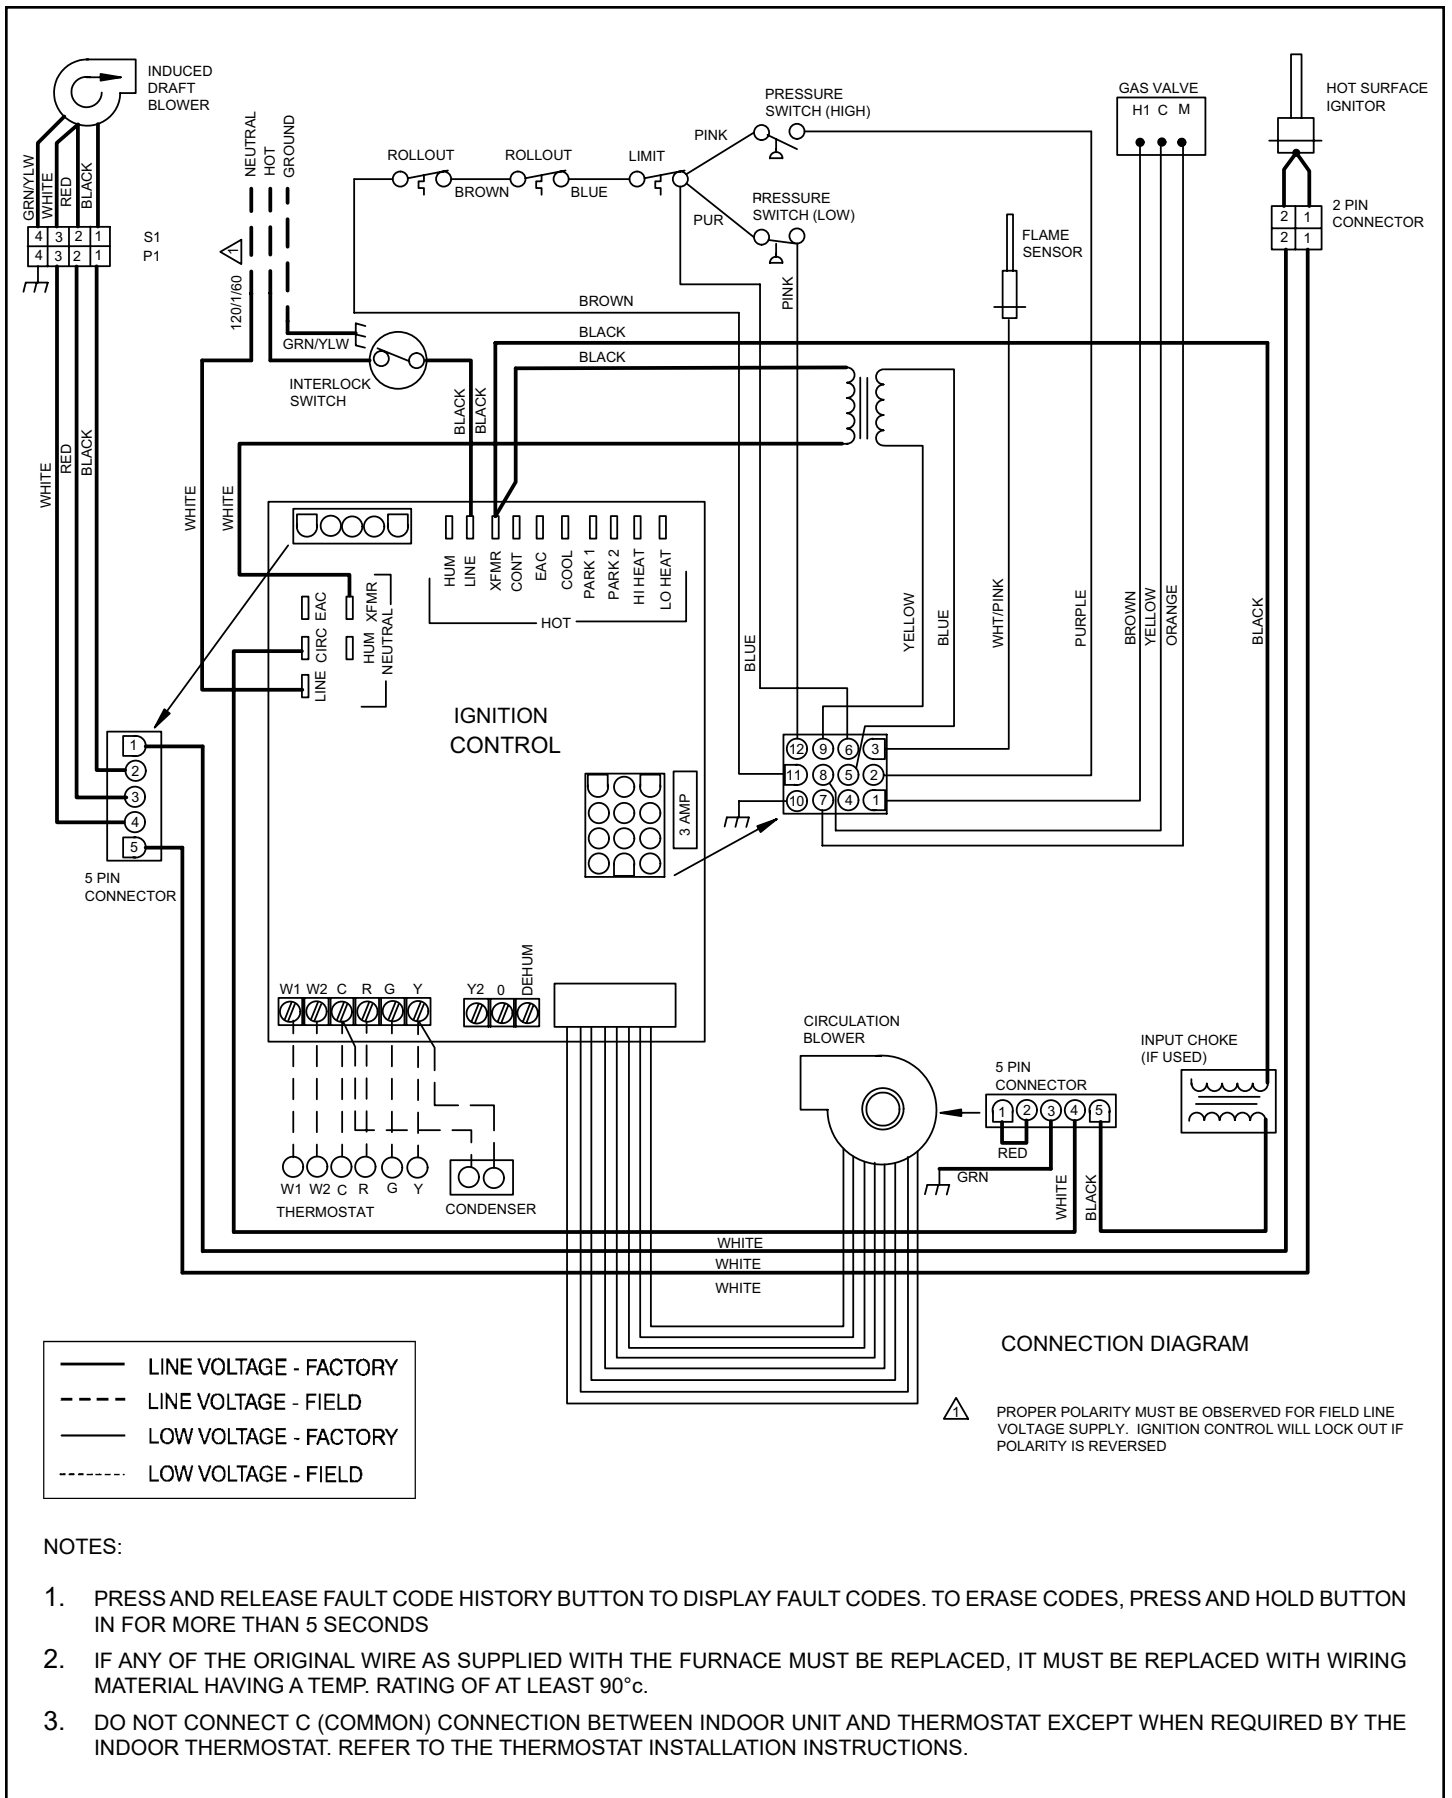 INDUCED
DRAFT
BLOWER
GRN/YLW
WHITE
RED
BLACK
4 3 2 1
S1
4 3 2 1
P1
NEUTRAL
HOT
GROUND
1
120/1/60
GRN/YLW
INTERLOCK
SWITCH
ROLLOUT
BROWN
ROLLOUT
BLUE
LIMIT
PINK
PRESSURE
SWITCH (HIGH)
PUR
PRESSURE
SWITCH (LOW)
PINK
GAS VALVE
H1 C M
HOT SURFACE
IGNITOR
2 1
2 1
2 PIN
CONNECTOR
FLAME
SENSOR
BROWN
BLACK
BLACK
BLACK
BLACK
WHITE
RED
BLACK
WHITE
WHITE
HUM
LINE
XFMR
CONT
EAC
COOL
PARK 1
PARK 2
HI HEAT
LO HEAT
HOT
EAC
XFMR
CIRC
HUM
NEUTRAL
LINE
IGNITION
CONTROL
BLUE
YELLOW
BLUE
WHT/PINK
PURPLE
BROWN
YELLOW
ORANGE
BLACK
12 9 6 3
11 8 5 2
10 7 4 1
3 AMP
1
2
3
4
5
5 PIN
CONNECTOR
W1 W2 C R G Y
Y2 0 DEHUM
W1 W2 C R G Y
THERMOSTAT
CONDENSER
CIRCULATION
BLOWER
5 PIN
CONNECTOR
1 2 3 4 5
RED
GRN
WHITE
BLACK
INPUT CHOKE
(IF USED)
WHITE
WHITE
WHITE
LINE VOLTAGE - FACTORY
LINE VOLTAGE - FIELD
LOW VOLTAGE - FACTORY
LOW VOLTAGE - FIELD
CONNECTION DIAGRAM
1 PROPER POLARITY MUST BE OBSERVED FOR FIELD LINE
VOLTAGE SUPPLY. IGNITION CONTROL WILL LOCK OUT IF
POLARITY IS REVERSED
NOTES:
1. PRESS AND RELEASE FAULT CODE HISTORY BUTTON TO DISPLAY FAULT CODES. TO ERASE CODES, PRESS AND HOLD BUTTON
IN FOR MORE THAN 5 SECONDS
2. IF ANY OF THE ORIGINAL WIRE AS SUPPLIED WITH THE FURNACE MUST BE REPLACED, IT MUST BE REPLACED WITH WIRING
MATERIAL HAVING A TEMP. RATING OF AT LEAST 90°c.
3. DO NOT CONNECT C (COMMON) CONNECTION BETWEEN INDOOR UNIT AND THERMOSTAT EXCEPT WHEN REQUIRED BY THE
INDOOR THERMOSTAT. REFER TO THE THERMOSTAT INSTALLATION INSTRUCTIONS.